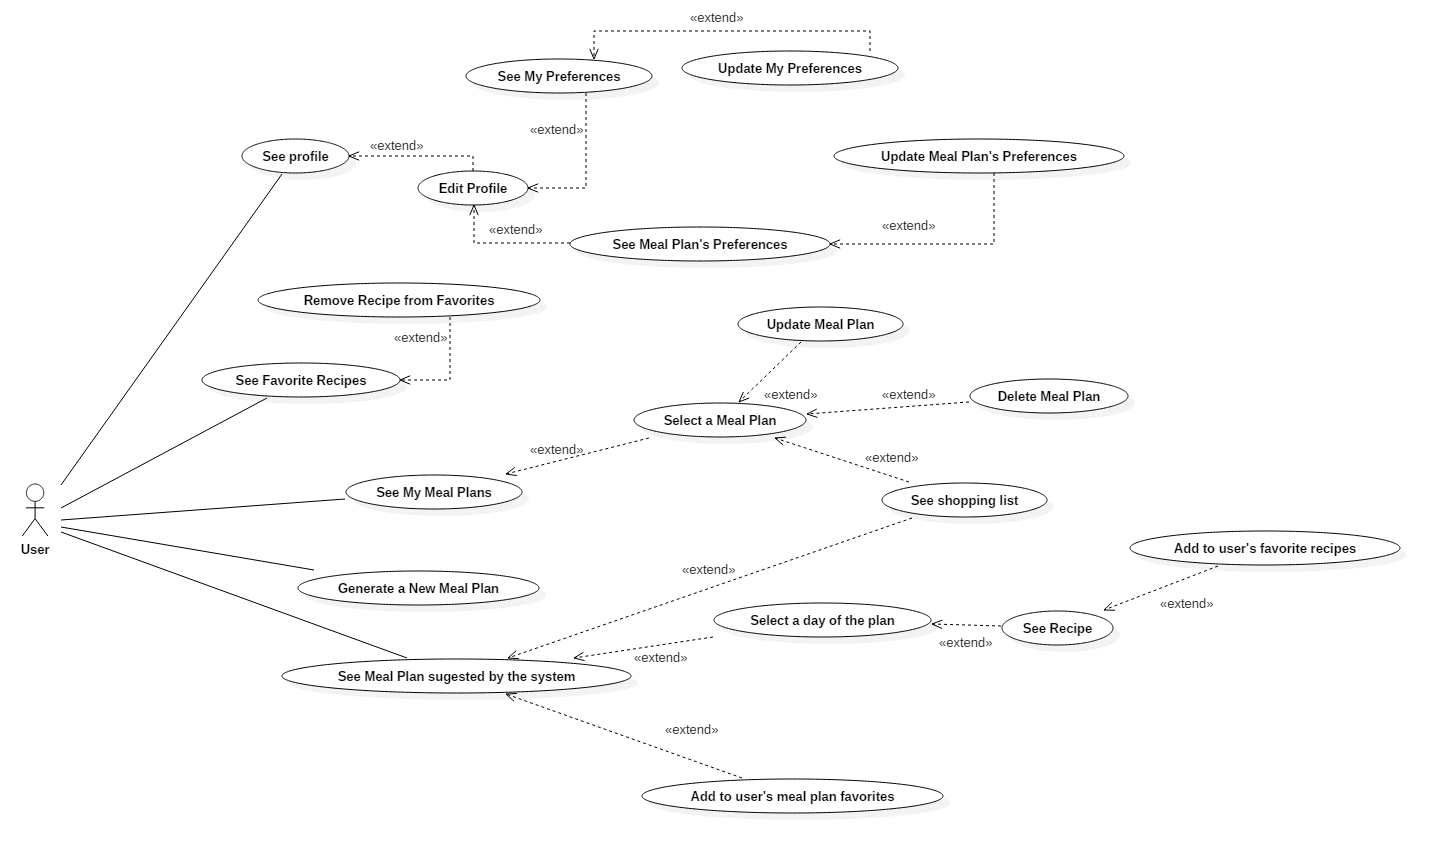 «extend»
See My Preferences
Update My Preferences
«extend»
See profile
«extend»
Update Meal Plan's Preferences
Edit Profile
«extend»
«extend»
See Meal Plan's Preferences
Remove Recipe from Favorites
«extend»
Update Meal Plan
See Favorite Recipes
«extend»
«extend»
Delete Meal Plan
Select a Meal Plan
«extend»
«extend»
See My Meal Plans
See shopping list
User
Add to user's favorite recipes
«extend»
Generate a New Meal Plan
«extend»
Select a day of the plan
See Recipe
«extend»
«extend»
See Meal Plan sugested by the system
«extend»
Add to user's meal plan favorites